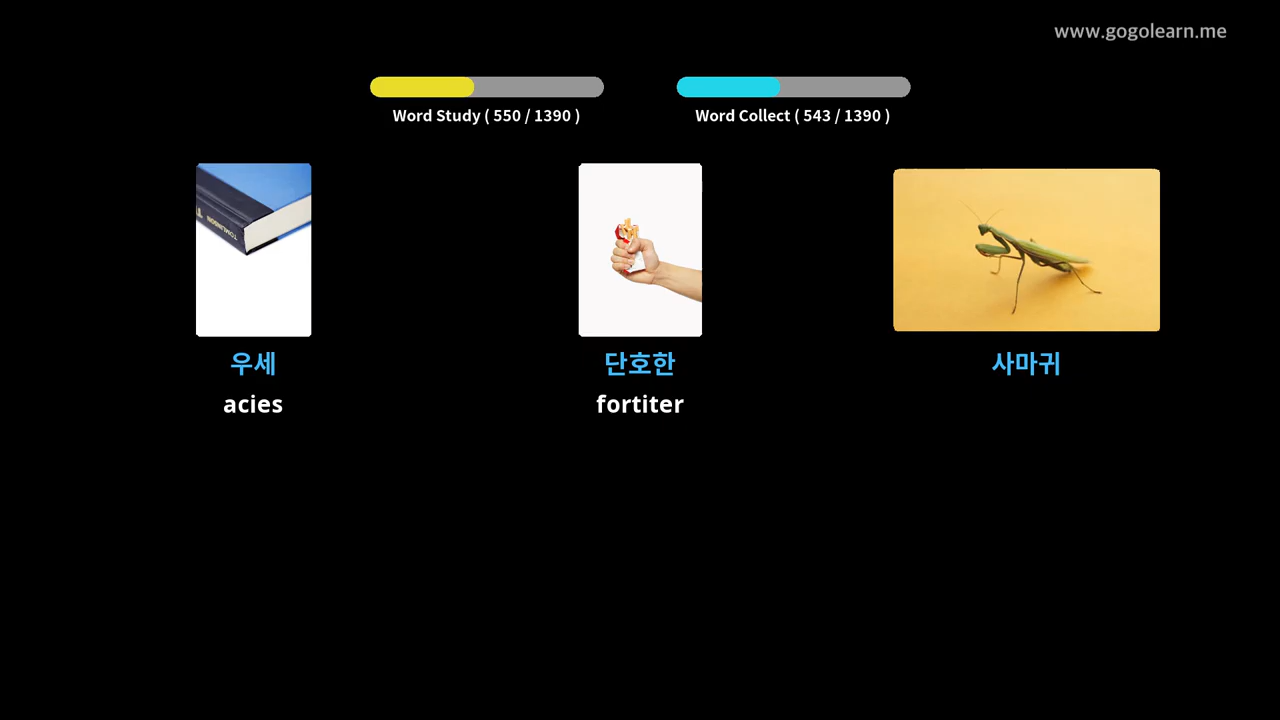 www.gogolearn.me
Word Study ( 550 / 1390 )
Word Collect ( 543 / 1390 )
TOMLINSON
우세
단호한
사마귀
acies
fortiter